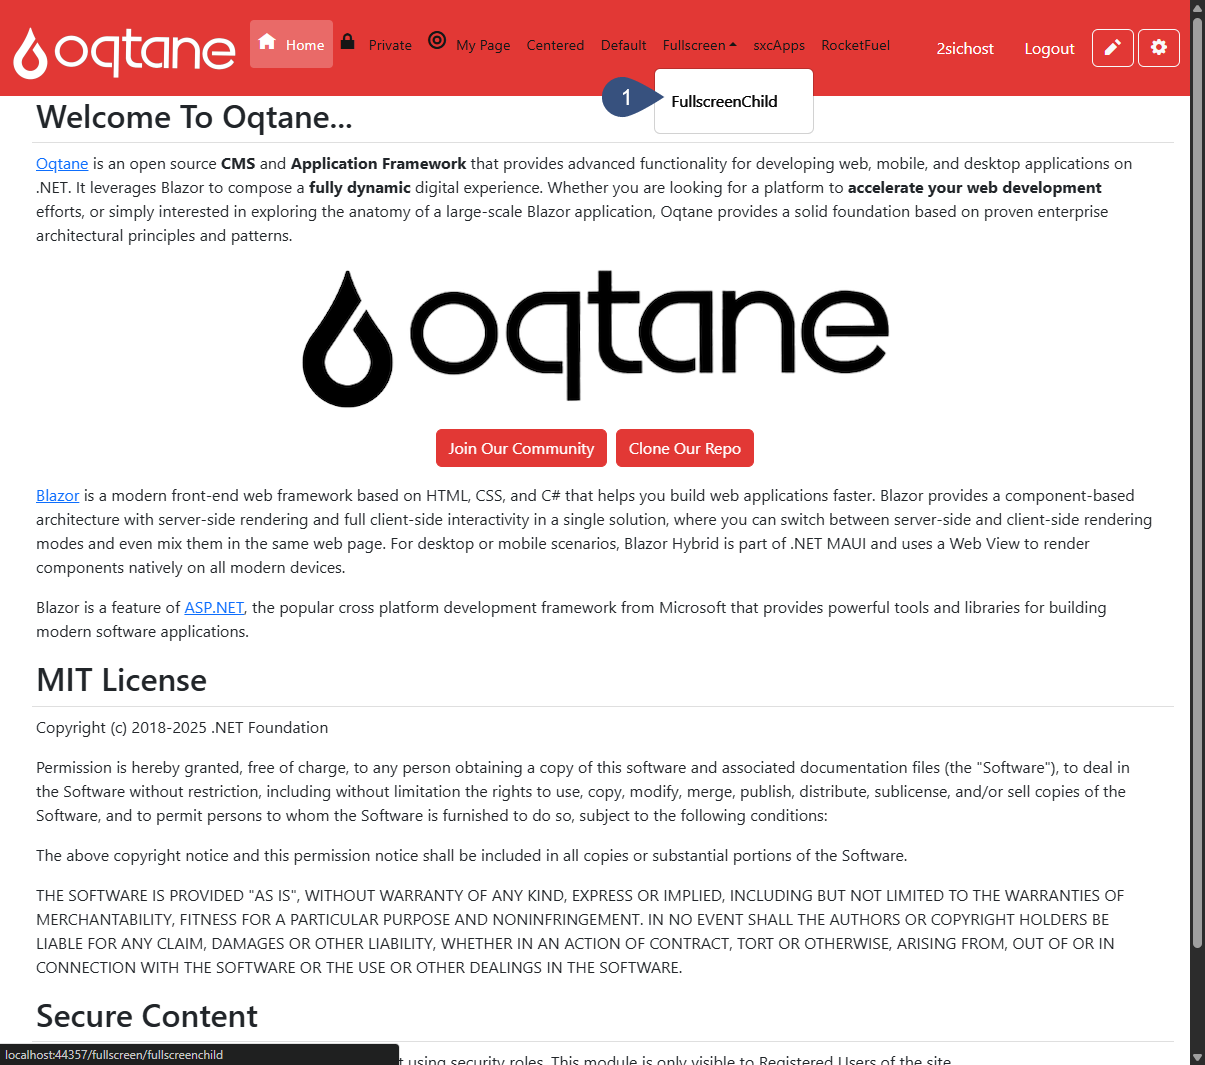 oqtane
Home Private My Page Centered Default Fullscreen sxcApps RocketFuel 2sichost Logout
1
FullscreenChild
Welcome To Oqtane...
Oqtane is an open source CMS and Application Framework that provides advanced functionality for developing web, mobile, and desktop applications on
.NET. It leverages Blazor to compose a fully dynamic digital experience. Whether you are looking for a platform to accelerate your web development
efforts, or simply interested in exploring the anatomy of a large-scale Blazor application, Oqtane provides a solid foundation based on proven enterprise
architectural principles and patterns.
oqtane
Join Our Community Clone Our Repo
Blazor is a modern front-end web framework based on HTML, CSS, and C# that helps you build web applications faster. Blazor provides a component-based
architecture with server-side rendering and full client-side interactivity in a single solution, where you can switch between server-side and client-side rendering
modes and even mix them in the same web page. For desktop or mobile scenarios, Blazor Hybrid is part of .NET MAUI and uses a Web View to render
components natively on all modern devices.
Blazor is a feature of ASP.NET, the popular cross platform development framework from Microsoft that provides powerful tools and libraries for building
modern software applications.
MIT License
Copyright (c) 2018-2025 .NET Foundation
Permission is hereby granted, free of charge, to any person obtaining a copy of this software and associated documentation files (the "Software"), to deal in
the Software without restriction, including without limitation the rights to use, copy, modify, merge, publish, distribute, sublicense, and/or sell copies of the
Software, and to permit persons to whom the Software is furnished to do so, subject to the following conditions:
The above copyright notice and this permission notice shall be included in all copies or substantial portions of the Software.
THE SOFTWARE IS PROVIDED "AS IS", WITHOUT WARRANTY OF ANY KIND, EXPRESS OR IMPLIED, INCLUDING BUT NOT LIMITED TO THE WARRANTIES OF
MERCHANTABILITY, FITNESS FOR A PARTICULAR PURPOSE AND NONINFRINGEMENT. IN NO EVENT SHALL THE AUTHORS OR COPYRIGHT HOLDERS BE
LIABLE FOR ANY CLAIM, DAMAGES OR OTHER LIABILITY, WHETHER IN AN ACTION OF CONTRACT, TORT OR OTHERWISE, ARISING FROM, OUT OF OR IN
CONNECTION WITH THE SOFTWARE OR THE USE OR OTHER DEALINGS IN THE SOFTWARE.
Secure Content
localhost:44357/fullscreen/fullscreenchild
using security roles. This module is only visible to Registered Users of the site.